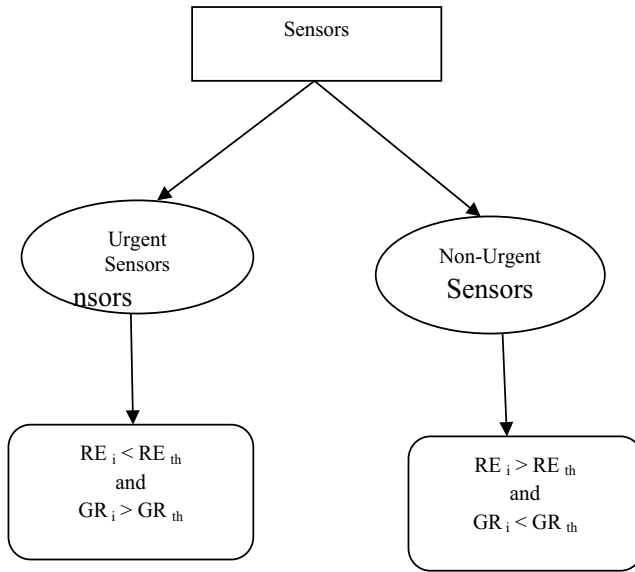 Sensors
Urgent
Sensors
nsors
Non-Urgent
Sensors
RE i < RE th
and
GR i > GR th
RE i > RE th
and
GR i < GR th